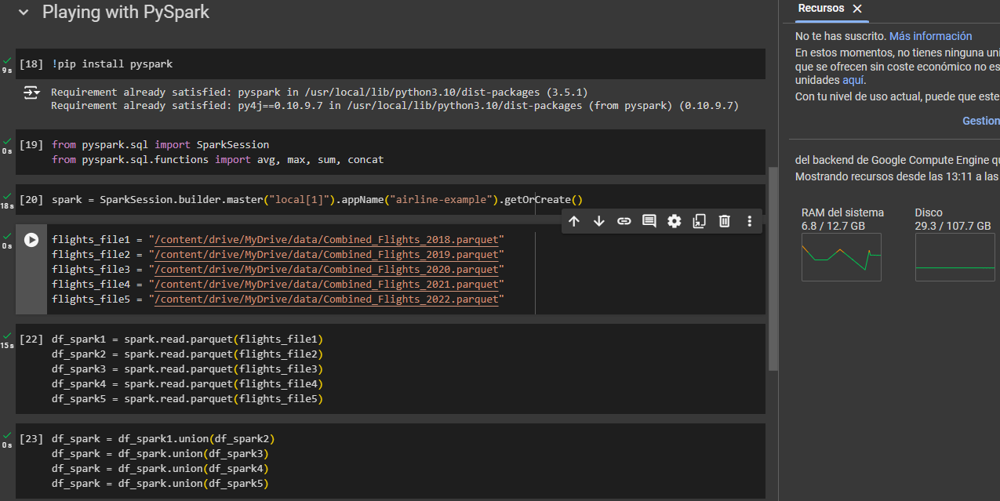 Playing with PySpark
9s
[18] !pip install pyspark
Requirement already satisfied: pyspark in /usr/local/lib/python3.10/dist-packages (3.5.1)
Requirement already satisfied: py4j==0.10.9.7 in /usr/local/lib/python3.10/dist-packages (from pyspark) (0.10.9.7)
0s
[19] from pyspark.sql import SparkSession
from pyspark.sql.functions import avg, max, sum, concat
18s
[20] spark = SparkSession.builder.master("local[1]").appName("airline-example").getOrCreate()
0s
flights_file1 = "/content/drive/MyDrive/data/Combined_Flights_2018.parquet"
flights_file2 = "/content/drive/MyDrive/data/Combined_Flights_2019.parquet"
flights_file3 = "/content/drive/MyDrive/data/Combined_Flights_2020.parquet"
flights_file4 = "/content/drive/MyDrive/data/Combined_Flights_2021.parquet"
flights_file5 = "/content/drive/MyDrive/data/Combined_Flights_2022.parquet"
15s
[22] df_spark1 = spark.read.parquet(flights_file1)
df_spark2 = spark.read.parquet(flights_file2)
df_spark3 = spark.read.parquet(flights_file3)
df_spark4 = spark.read.parquet(flights_file4)
df_spark5 = spark.read.parquet(flights_file5)
0s
[23] df_spark = df_spark1.union(df_spark2)
df_spark = df_spark.union(df_spark3)
df_spark = df_spark.union(df_spark4)
df_spark = df_spark.union(df_spark5)
Recursos
No te has suscrito. Más información
En estos momentos, no tienes ninguna uni
que se ofrecen sin coste económico no es
unidades aquí.
Con tu nivel de uso actual, puede que este
Gestion
del backend de Google Compute Engine qu
Mostrando recursos desde las 13:11 a las
RAM del sistema
6.8 / 12.7 GB
Disco
29.3 / 107.7 GB